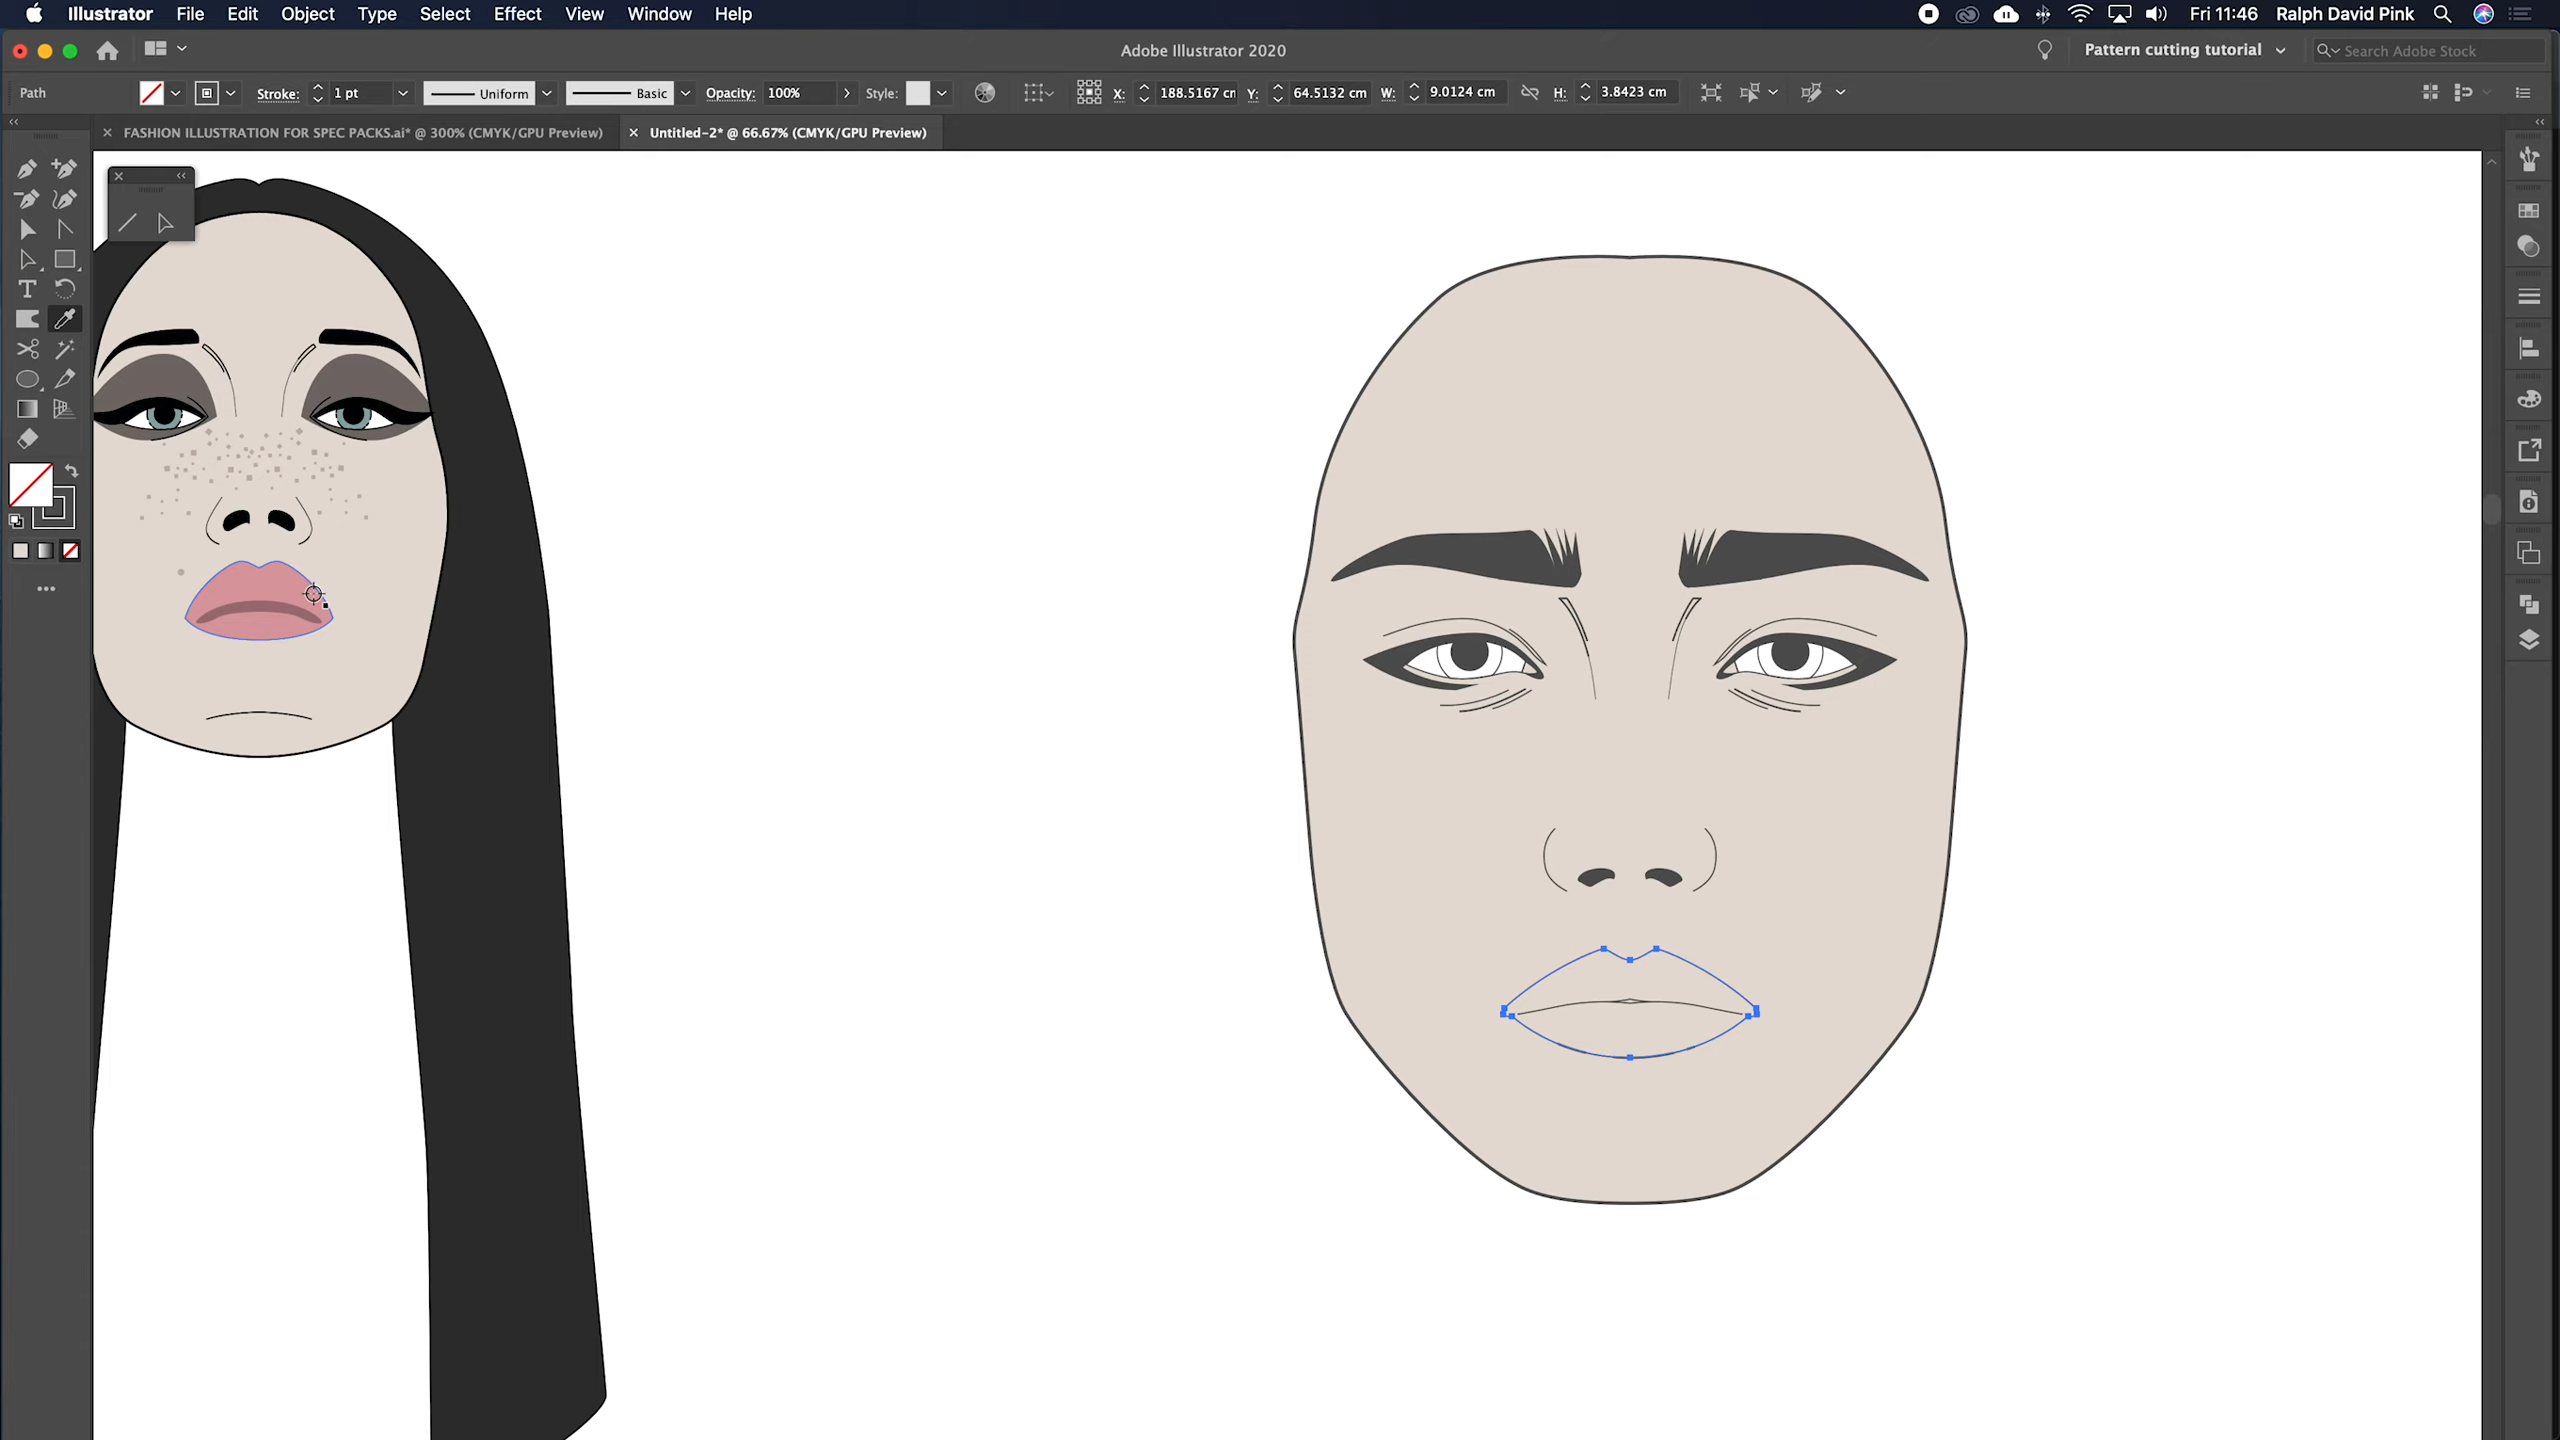 Illustrator File Edit Object Type Select Effect View Window Help Fri 11:46 Ralph David Pink
Adobe Illustrator 2020 Pattern cutting tutorial Search Adobe Stock
Path Stroke: 1 pt Uniform Basic Opacity: 100% Style: X: 188.5167 cm Y: 64.5132 cm W: 9.0124 cm H: 3.8423 cm
FASHION ILLUSTRATION FOR SPEC PACKS.ai* @ 300% (CMYK/GPU Preview) Untitled-2* @ 66.67% (CMYK/GPU Preview)